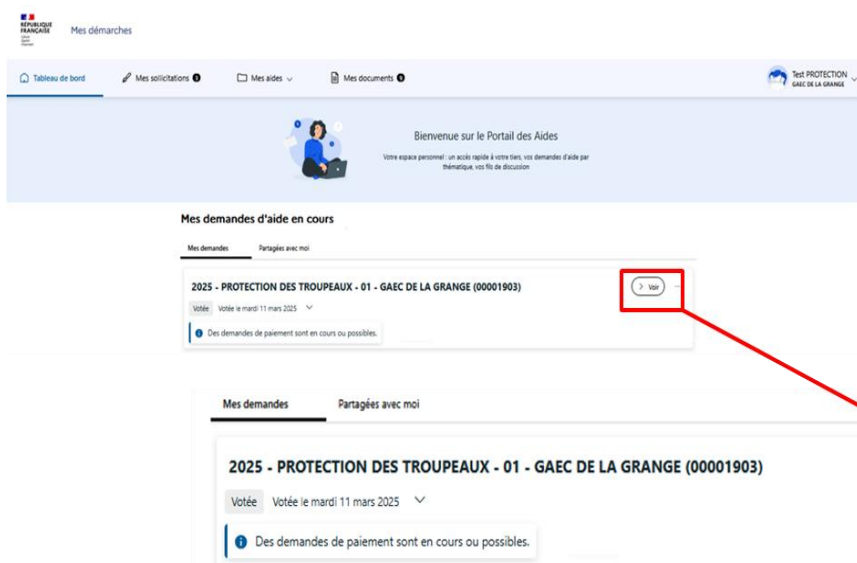 RÉPUBLIQUE
FRANÇAISE
Mes démarches
Tableau de bord
Mes sollicitations
Mes aides
Mes documents
Test PROTECTION
GAEC DE LA GRANGE
Bienvenue sur le Portail des Aides
Votre espace personnel : un accès rapide à votre tiers, vos demandes d'aide par
thématique, vos fils de discussion
Mes demandes d'aide en cours
Mes demandes
Partagées avec moi
2025 - PROTECTION DES TROUPEAUX - 01 - GAEC DE LA GRANGE (00001903)
Voir
Votée
Votée le mardi 11 mars 2025
Des demandes de paiement sont en cours ou possibles.
Mes demandes
Partagées avec moi
2025 - PROTECTION DES TROUPEAUX - 01 - GAEC DE LA GRANGE (00001903)
Votée
Votée le mardi 11 mars 2025
Des demandes de paiement sont en cours ou possibles.